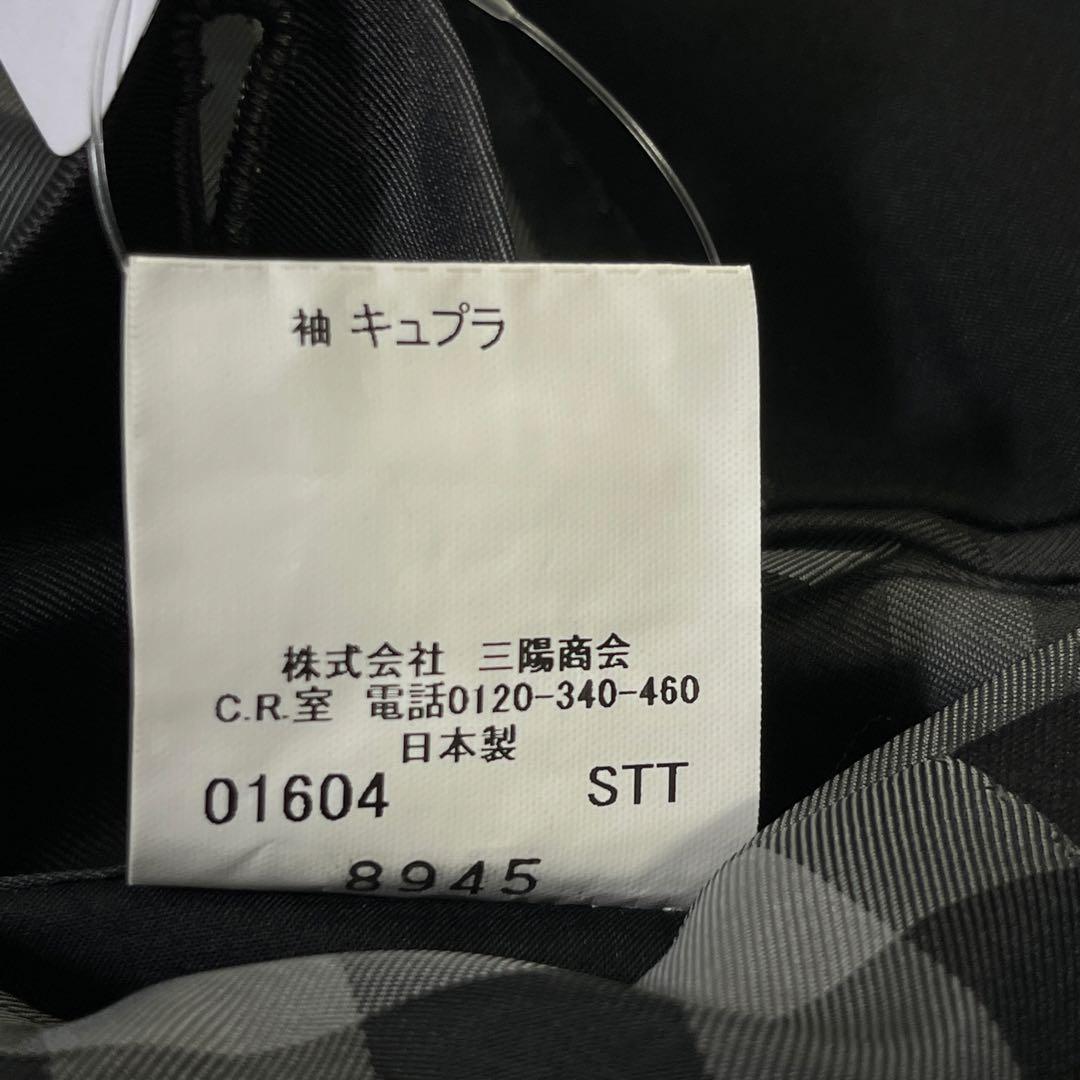 袖 キュプラ
株式会社 三陽商会
C.R.室 電話0120-340-460
日本製
01604 STT
8945